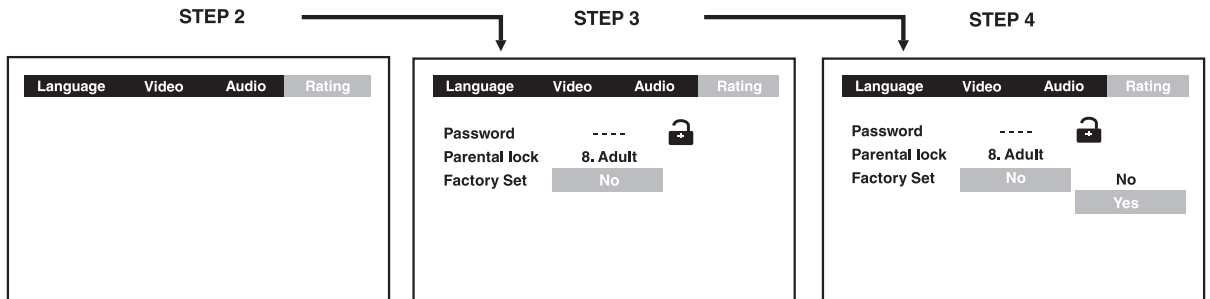 STEP 2
STEP 3
STEP 4
Language Video Audio Rating
Language Video Audio Rating
Password - - - -
Parental lock 8. Adult
Factory Set No
Language Video Audio Rating
Password - - - -
Parental lock 8. Adult
Factory Set No No
Yes